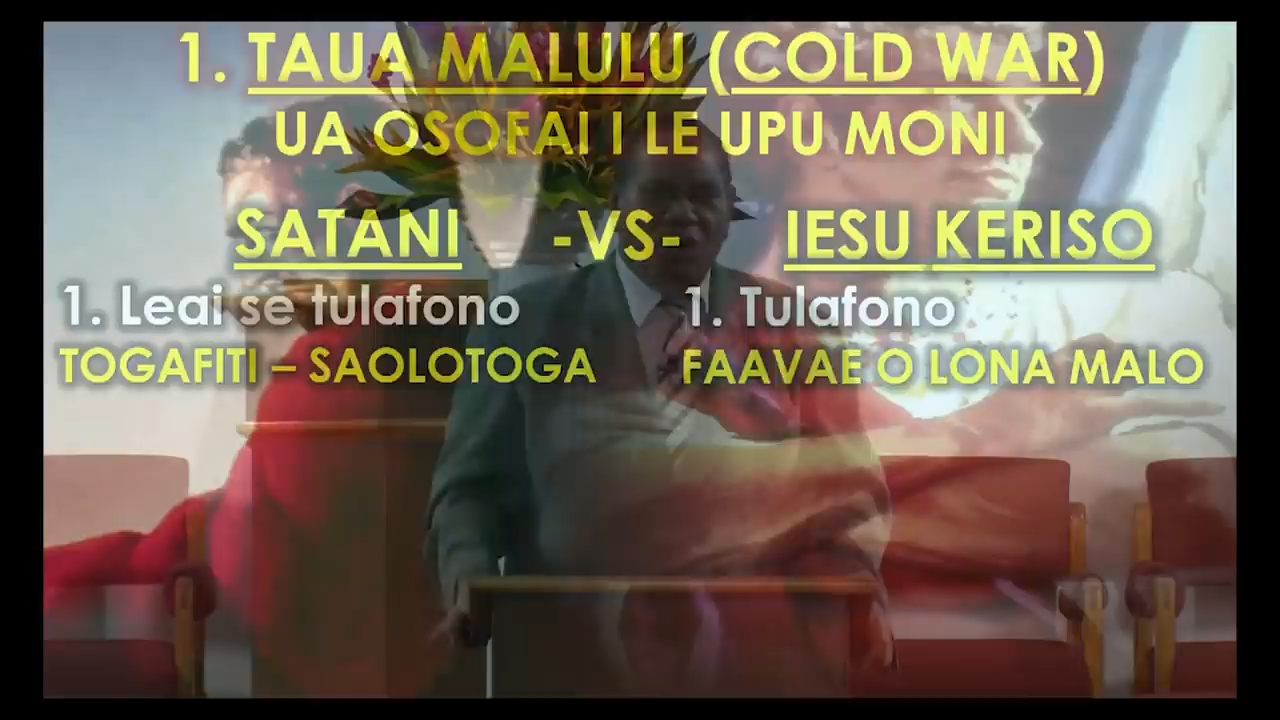 1. TAUA MALULU (COLD WAR)
UA OSOFAI I LE UPU MONI
SATANI -VS- IESU KERISO
1. Leai se tulafono 1. Tulafono
TOGAFITI – SAOLOTOGA FAAVAE O LONA MALO